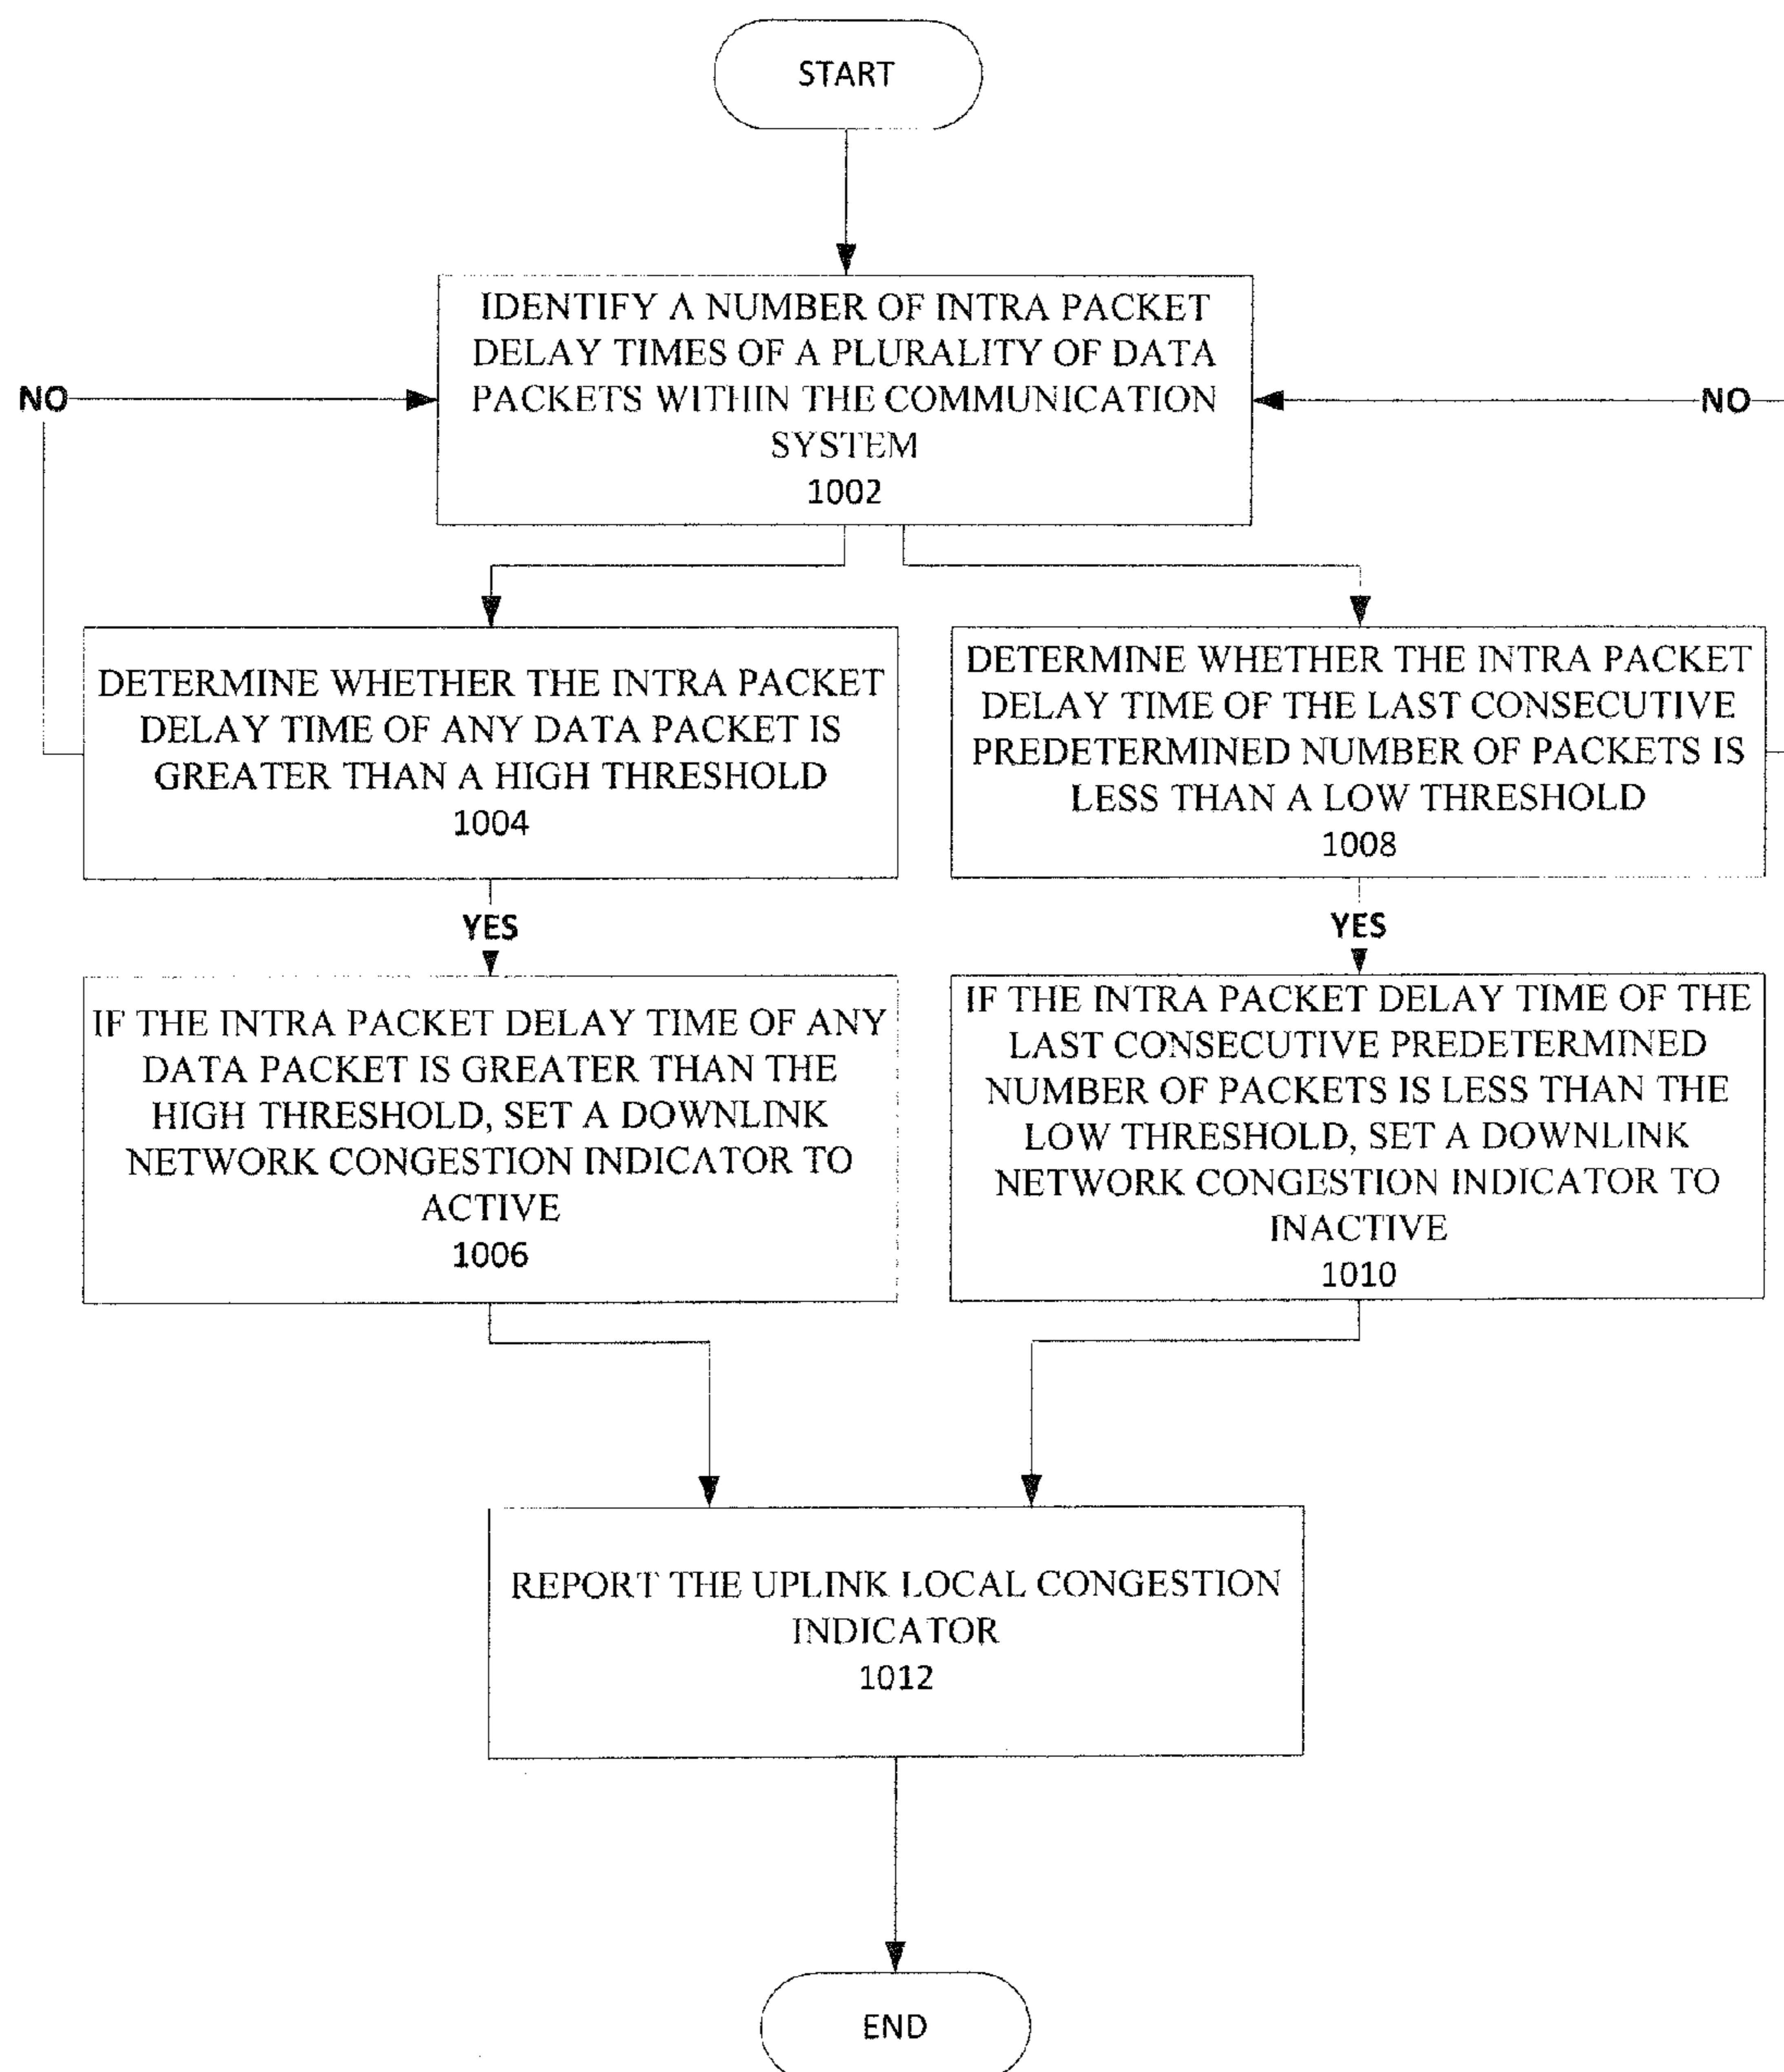 START
IDENTIFY A NUMBER OF INTRA PACKET
DELAY TIMES OF A PLURALITY OF DATA
PACKETS WITHIN THE COMMUNICATION
SYSTEM
1002
NO
NO
DETERMINE WHETHER THE INTRA PACKET
DELAY TIME OF ANY DATA PACKET IS
GREATER THAN A HIGH THRESHOLD
1004
DETERMINE WHETHER THE INTRA PACKET
DELAY TIME OF THE LAST CONSECUTIVE
PREDETERMINED NUMBER OF PACKETS IS
LESS THAN A LOW THRESHOLD
1008
YES
YES
IF THE INTRA PACKET DELAY TIME OF ANY
DATA PACKET IS GREATER THAN THE
HIGH THRESHOLD, SET A DOWNLINK
NETWORK CONGESTION INDICATOR TO
ACTIVE
1006
IF THE INTRA PACKET DELAY TIME OF THE
LAST CONSECUTIVE PREDETERMINED
NUMBER OF PACKETS IS LESS THAN THE
LOW THRESHOLD, SET A DOWNLINK
NETWORK CONGESTION INDICATOR TO
INACTIVE
1010
REPORT THE UPLINK LOCAL CONGESTION
INDICATOR
1012
END